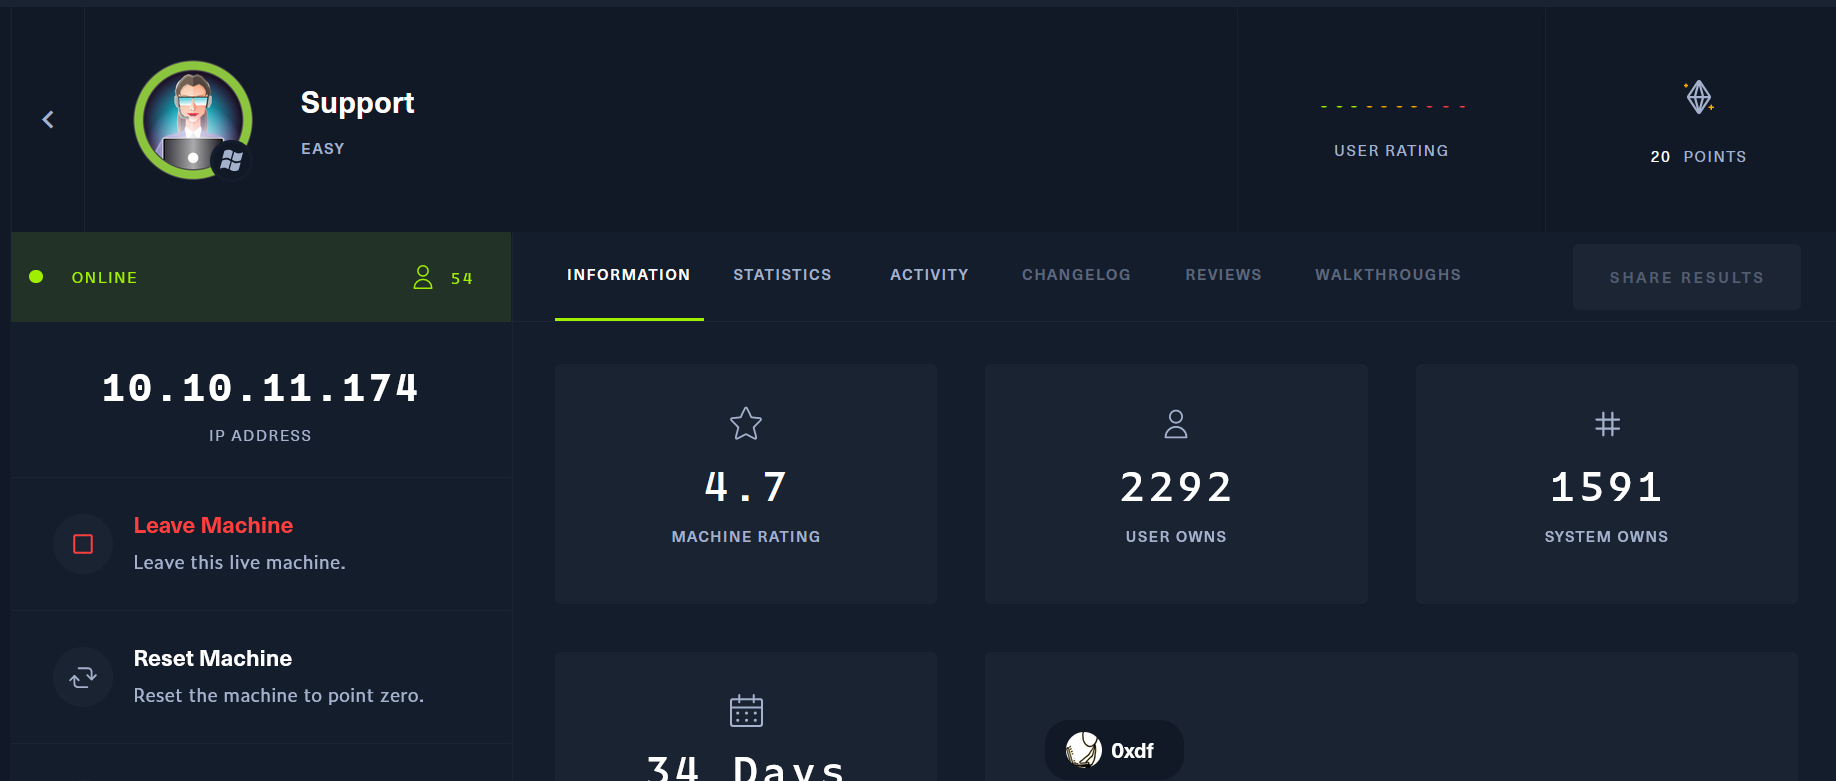 Support
EASY
USER RATING
20 POINTS
ONLINE
54
INFORMATION
STATISTICS
ACTIVITY
CHANGELOG
REVIEWS
WALKTHROUGHS
SHARE RESULTS
10.10.11.174
IP ADDRESS
Leave Machine
Leave this live machine.
Reset Machine
Reset the machine to point zero.
4.7
MACHINE RATING
2292
USER OWNS
1591
SYSTEM OWNS
34 Days
0xdf